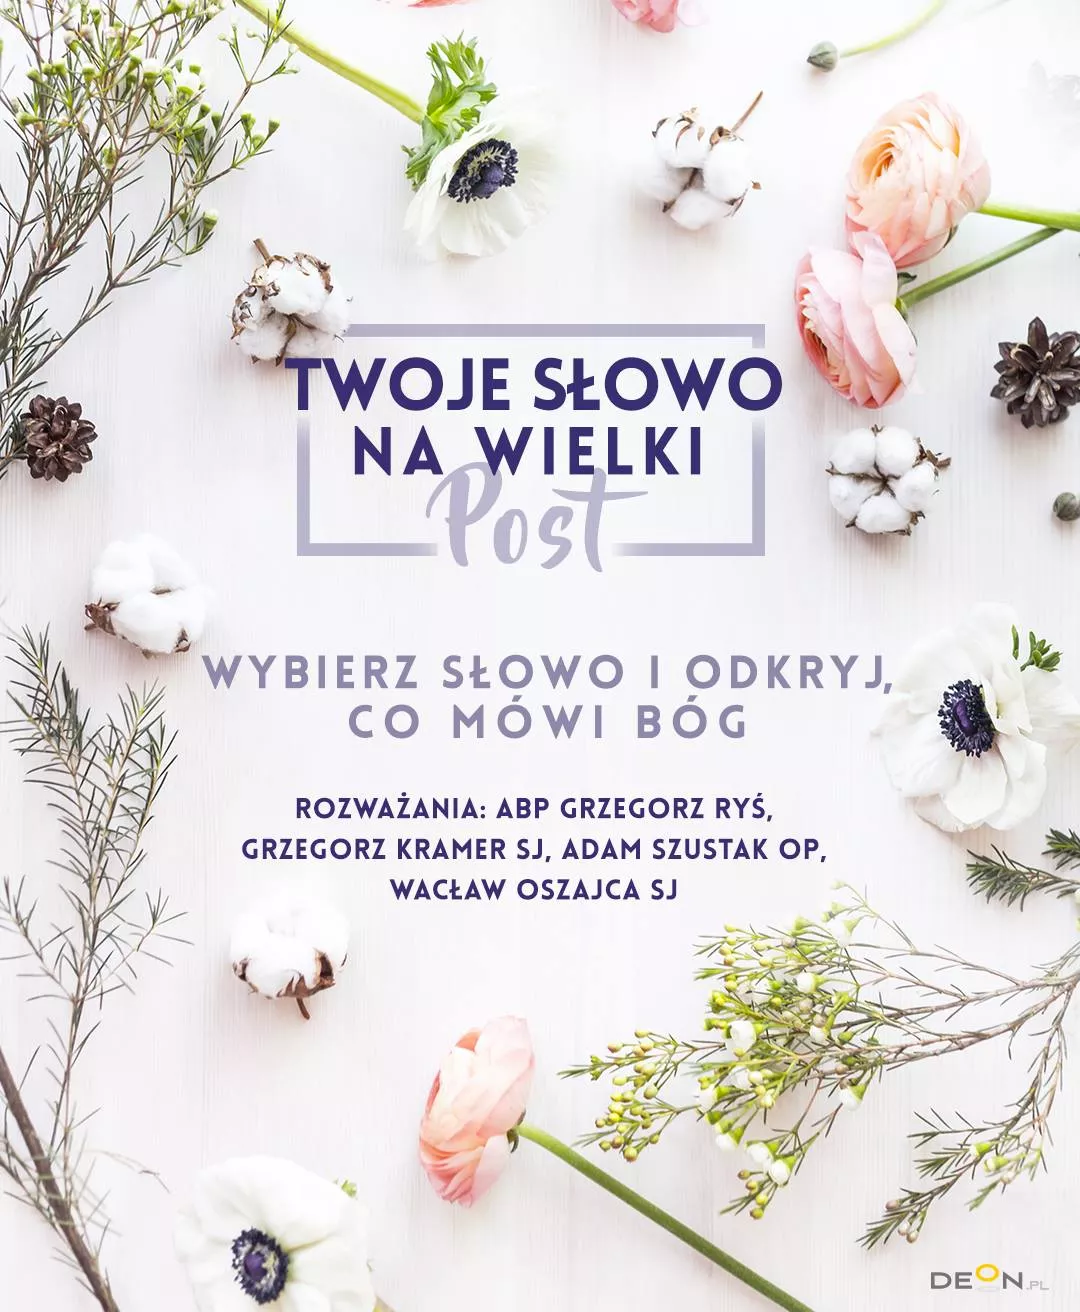 TWOJE SŁOWO
NA WIELKI
Post
WYBIERZ SŁOWO I ODKRYJ,
CO MÓWI BÓG
ROZWAŻANIA: ABP GRZEGORZ RYŚ,
GRZEGORZ KRAMER SJ, ADAM SZUSTAK OP,
WACŁAW OSZAJCA SJ
DEON.PL